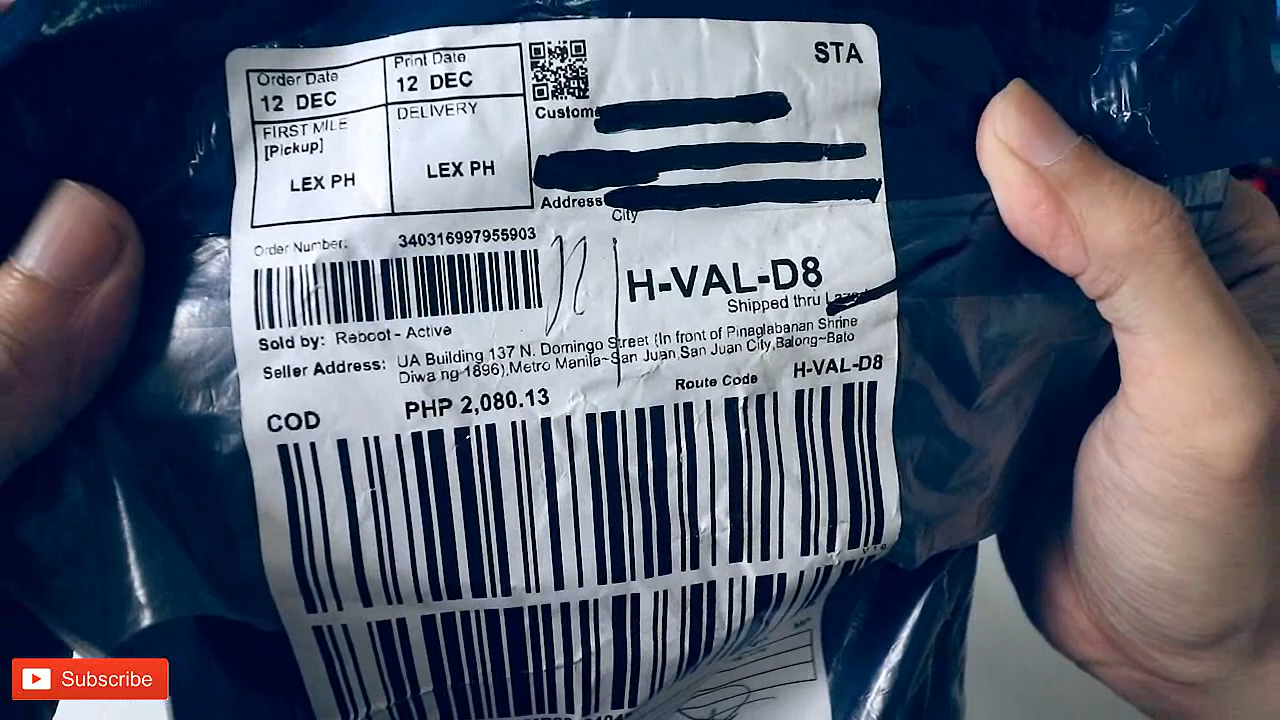 STA
Order Date
12 DEC
Print Date
12 DEC
FIRST MILE
[Pickup]
LEX PH
DELIVERY
LEX PH
Address
City
Order Number: 340316997955903
H-VAL-D8
Shipped thru
Sold by: Reboot - Active
Seller Address: UA Building 137 N. Domingo Street (In front of Pinaglabanan Shrine
Diwa ng 1896),Metro Manila~San Juan,San Juan City,Balong~Bato
COD PHP 2,080.13 Route Code H-VAL-D8
Subscribe